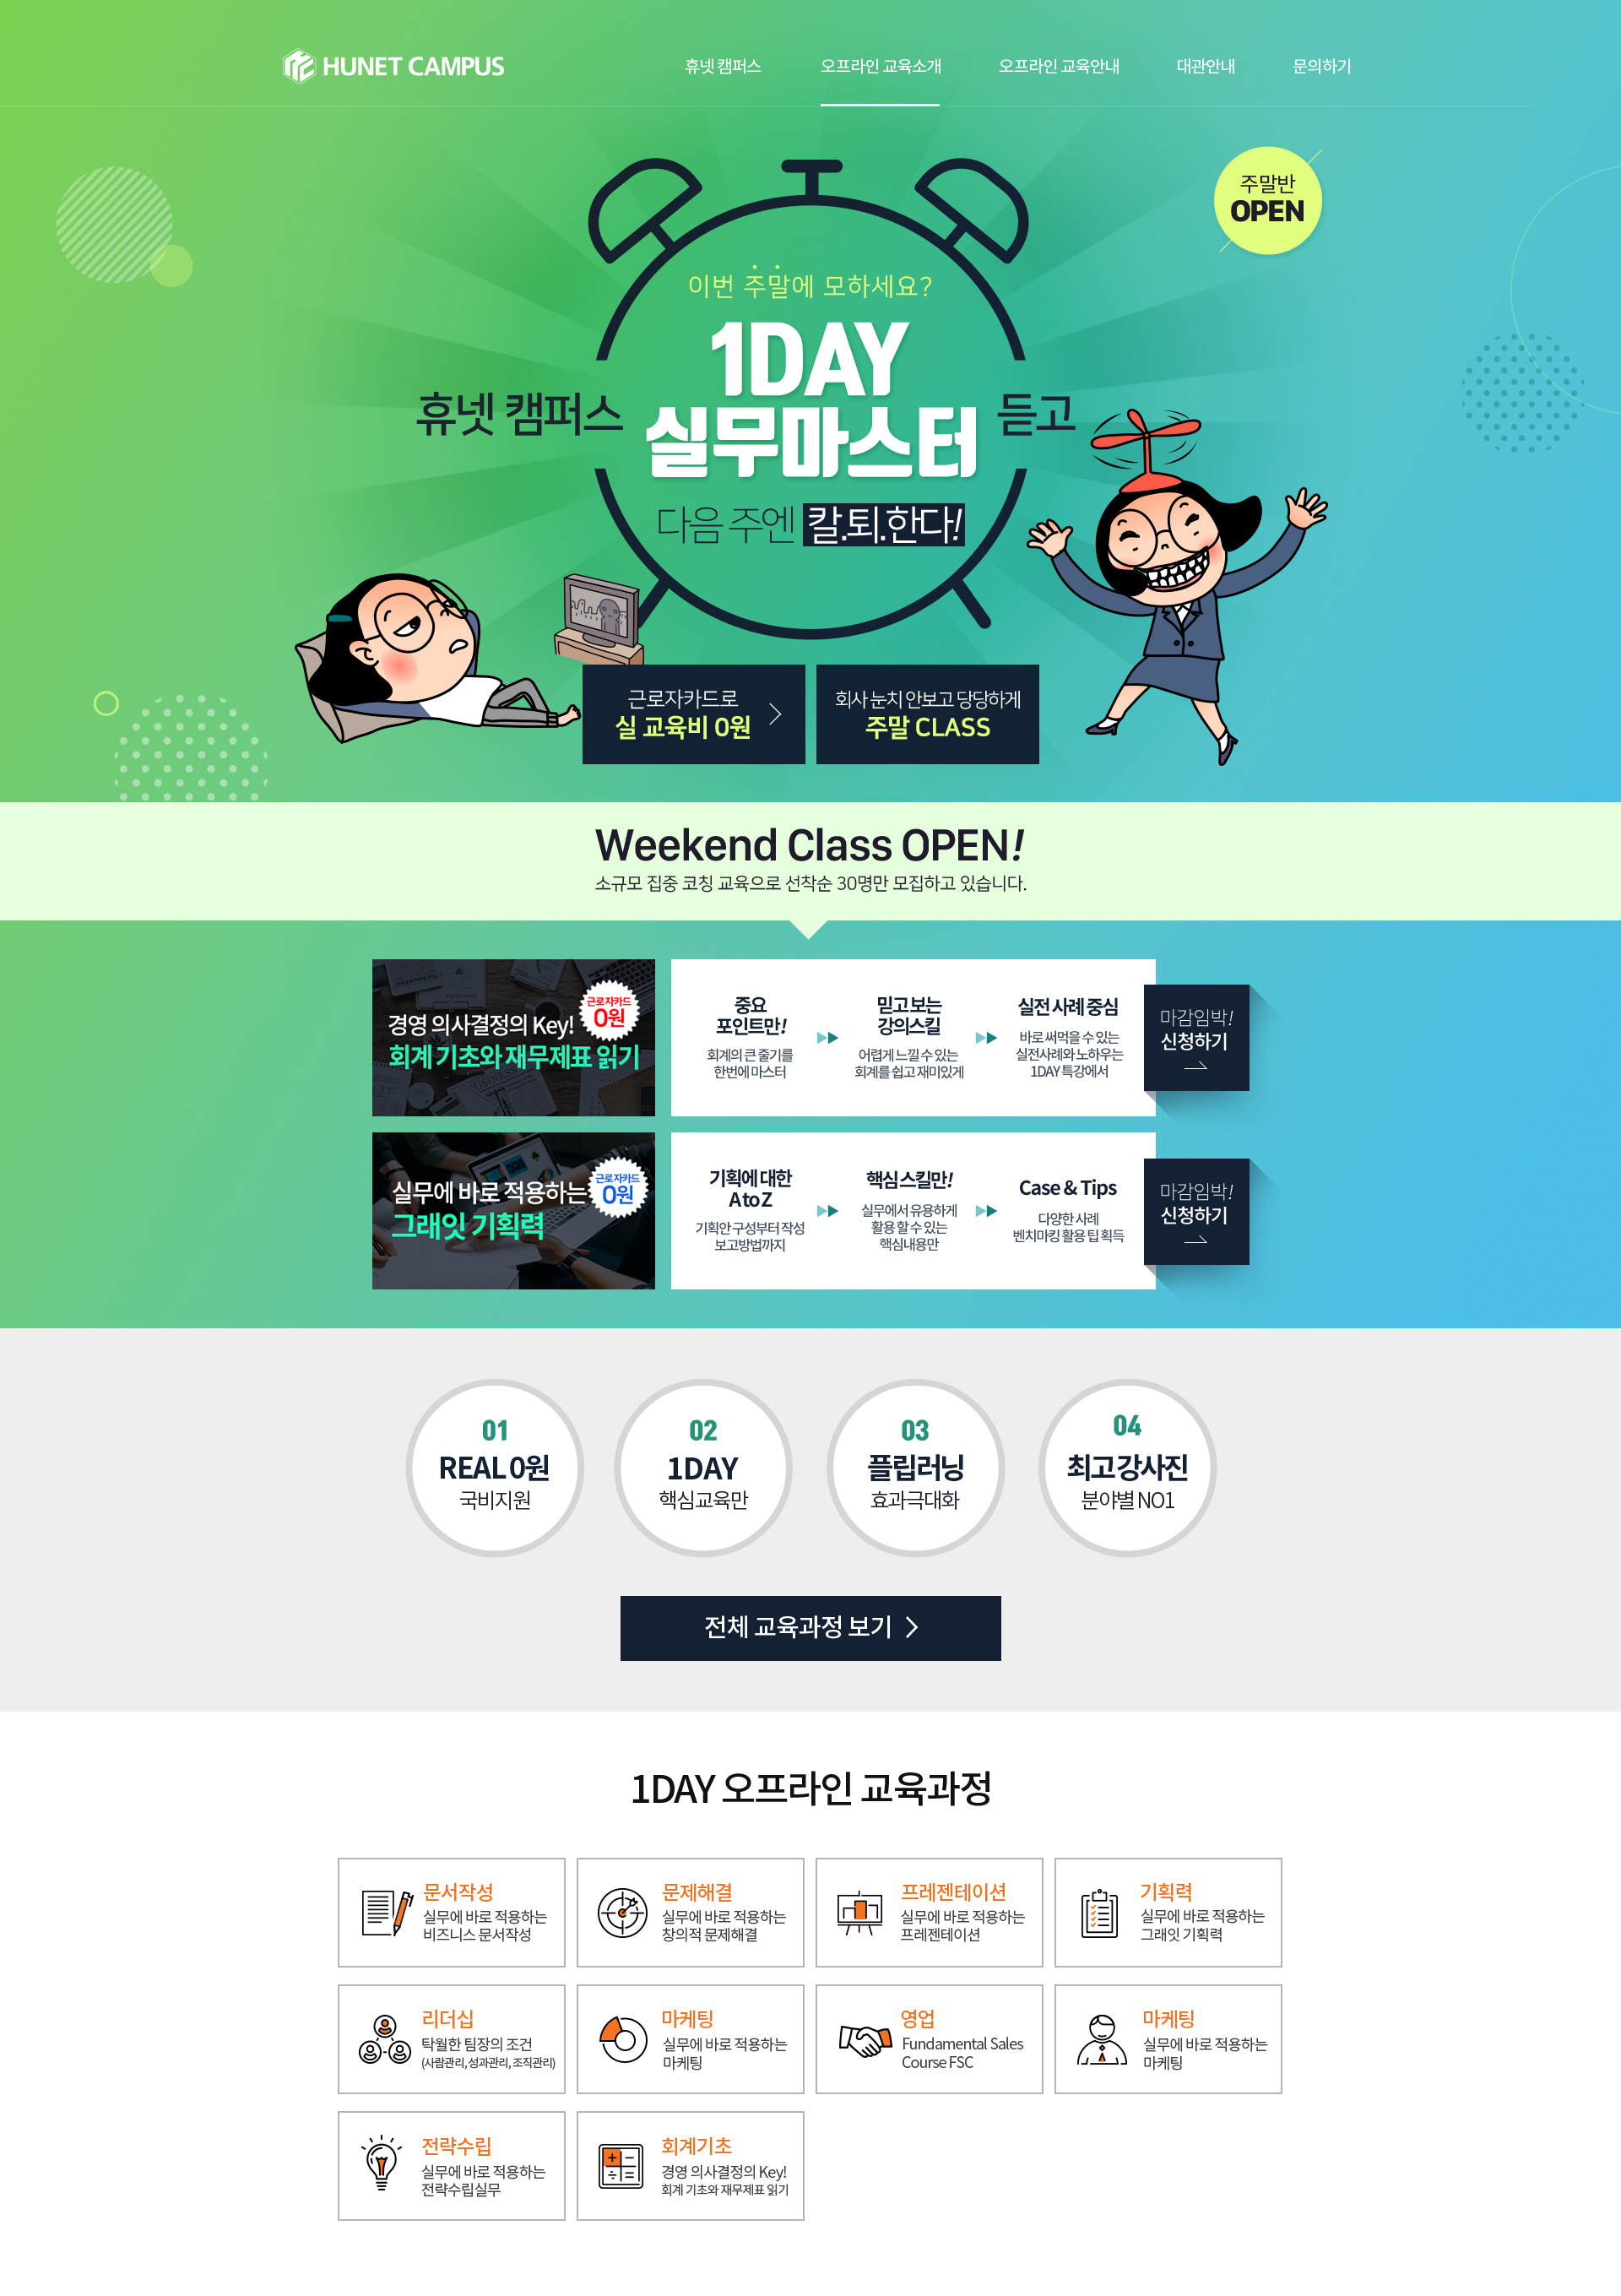 HUNET CAMPUS
휴넷 캠퍼스
오프라인 교육소개
오프라인 교육안내
대관안내
문의하기
주말반
OPEN
이번 주말에 모하세요?
1DAY
휴넷 캠퍼스 실무마스터 듣고
다음 주엔 칼.퇴.한다!
근로자카드로
실 교육비 0원
회사 눈치 안보고 당당하게
주말 CLASS
Weekend Class OPEN!
소규모 집중 코칭 교육으로 선착순 30명만 모집하고 있습니다.
경영 의사결정의 Key!
회계 기초와 재무제표 읽기
근로자카드
0원
중요
포인트만!
회계의 큰 줄기를
한번에 마스터
믿고 보는
강의스킬
어렵게 느낄 수 있는
회계를 쉽고 재미있게
실전 사례 중심
바로 써먹을 수 있는
실전사례와 노하우는
1DAY 특강에서
마감임박!
신청하기
실무에 바로 적용하는
그래잇 기획력
근로자카드
0원
기획에 대한
A to Z
기획안 구성부터 작성
보고방법까지
핵심 스킬만!
실무에서 유용하게
활용 할 수 있는
핵심내용만
Case & Tips
다양한 사례
벤치마킹 활용 팁 획득
마감임박!
신청하기
01
REAL 0원
국비지원
02
1DAY
핵심교육만
03
플립러닝
효과극대화
04
최고 강사진
분야별 NO1
전체 교육과정 보기
1DAY 오프라인 교육과정
문서작성
실무에 바로 적용하는
비즈니스 문서작성
문제해결
실무에 바로 적용하는
창의적 문제해결
프레젠테이션
실무에 바로 적용하는
프레젠테이션
기획력
실무에 바로 적용하는
그래잇 기획력
리더십
탁월한 팀장의 조건
(사람관리, 성과관리, 조직관리)
마케팅
실무에 바로 적용하는
마케팅
영업
Fundamental Sales
Course FSC
마케팅
실무에 바로 적용하는
마케팅
전략수립
실무에 바로 적용하는
전략수립실무
회계기초
경영 의사결정의 Key!
회계 기초와 재무제표 읽기